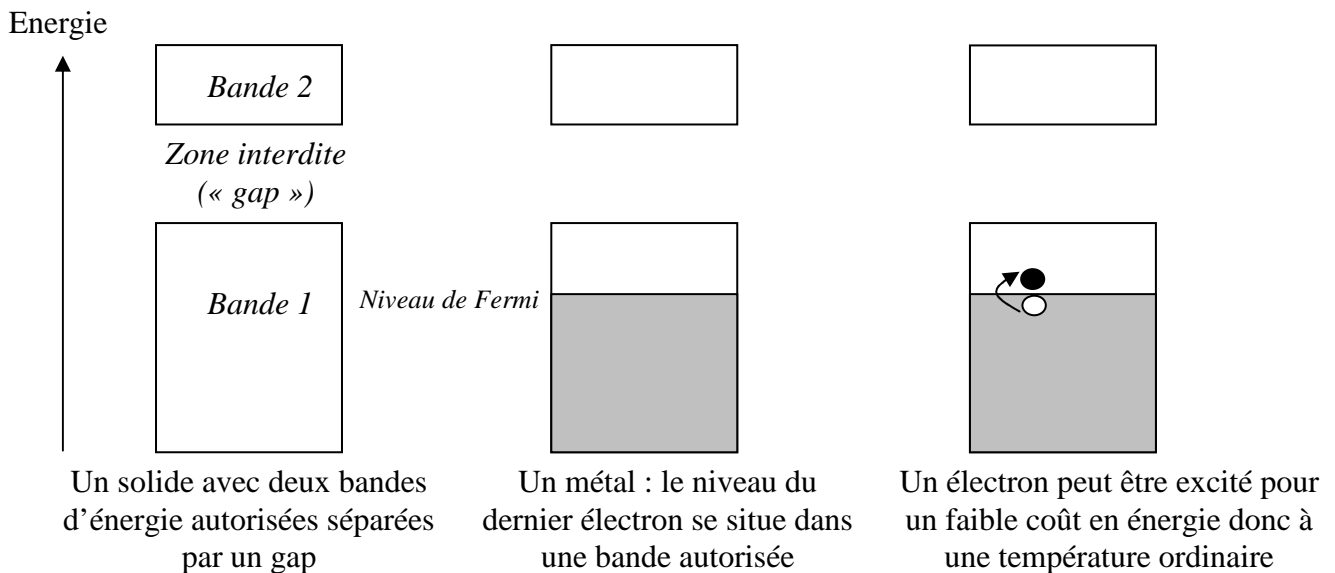 Energie
Bande 2
Zone interdite
(« gap »)
Bande 1
Niveau de Fermi
Un solide avec deux bandes
d’énergie autorisées séparées
par un gap
Un métal : le niveau du
dernier électron se situe dans
une bande autorisée
Un électron peut être excité pour
un faible coût en énergie donc à
une température ordinaire